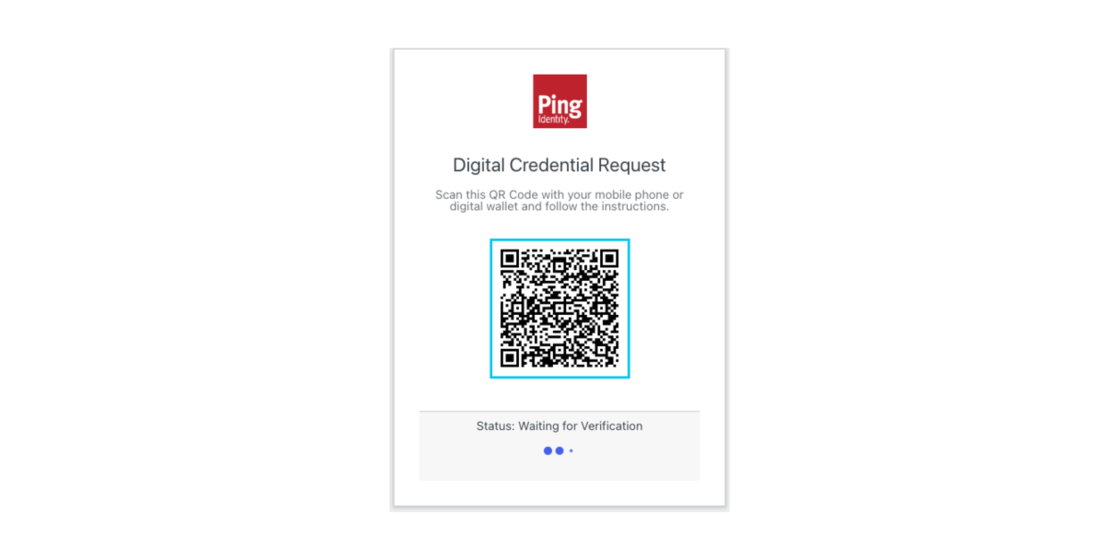 Ping
Identity.
Digital Credential Request
Scan this QR Code with your mobile phone or
digital wallet and follow the instructions.
Status: Waiting for Verification